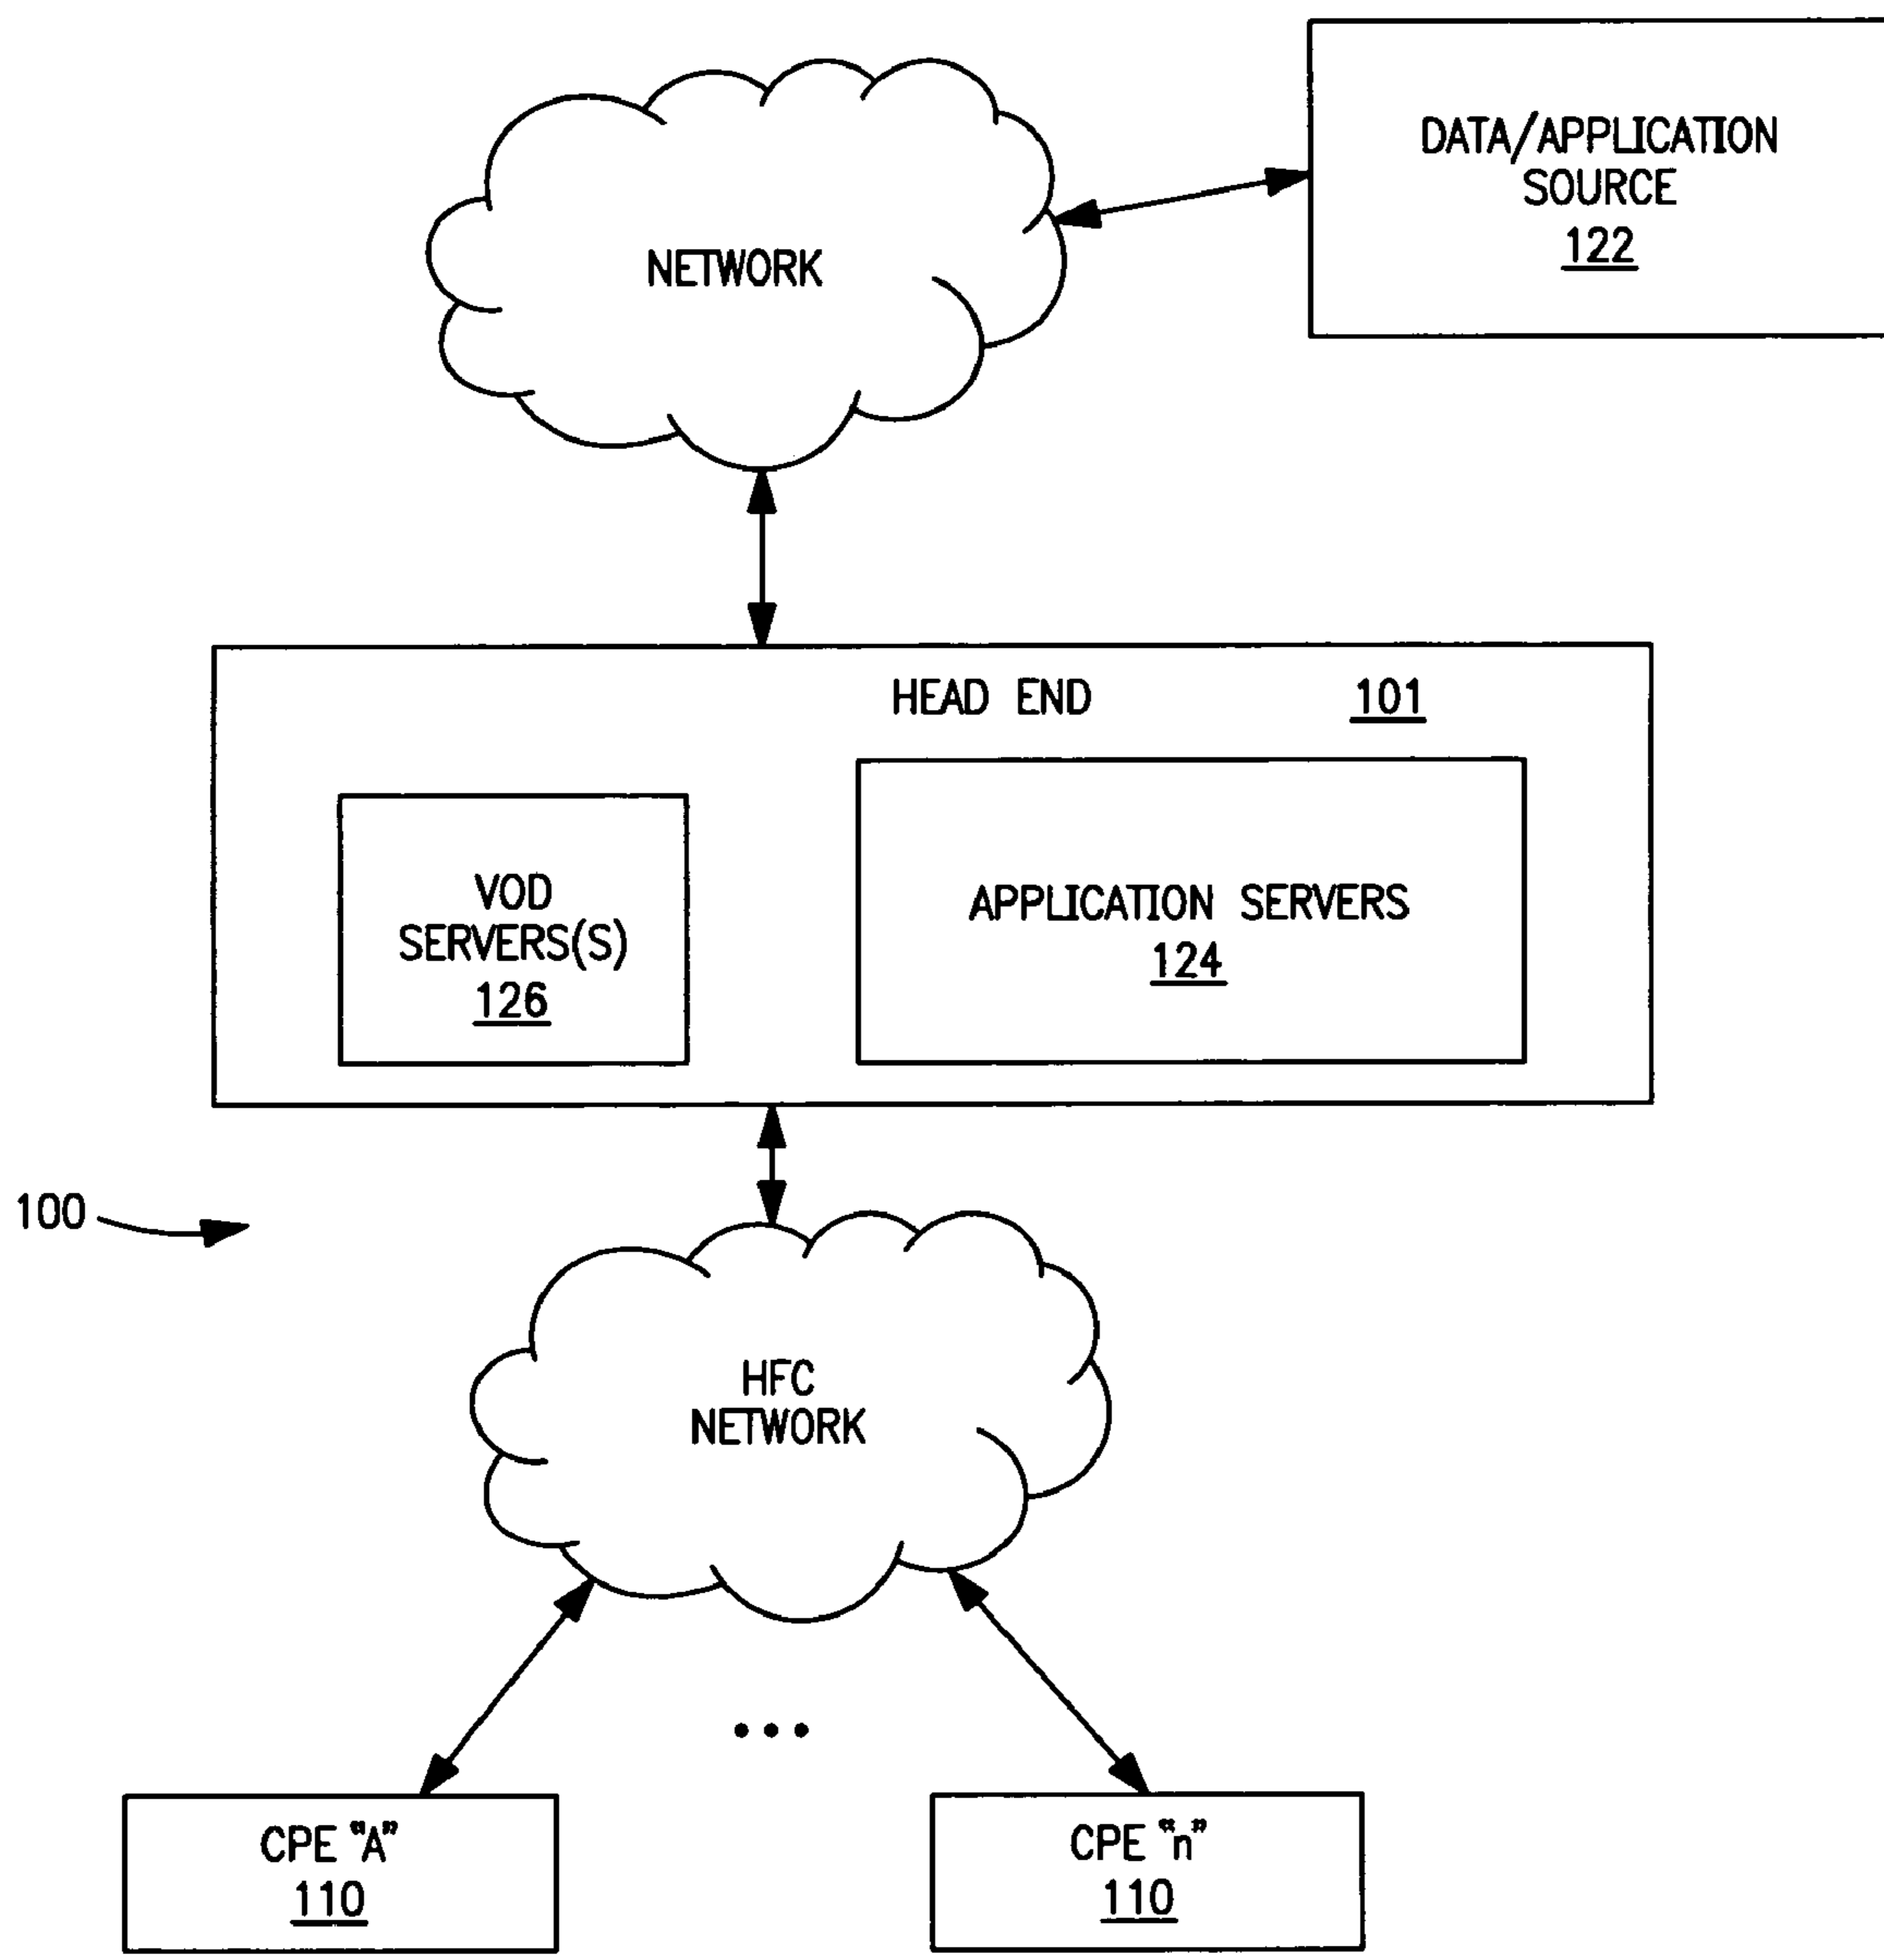 DATA/APPLICATION
SOURCE
122
NETWORK
HEAD END 101
VOD
SERVERS(S)
126
APPLICATION SERVERS
124
100
HFC
NETWORK
...
CPE "A"
110
CPE "n"
110